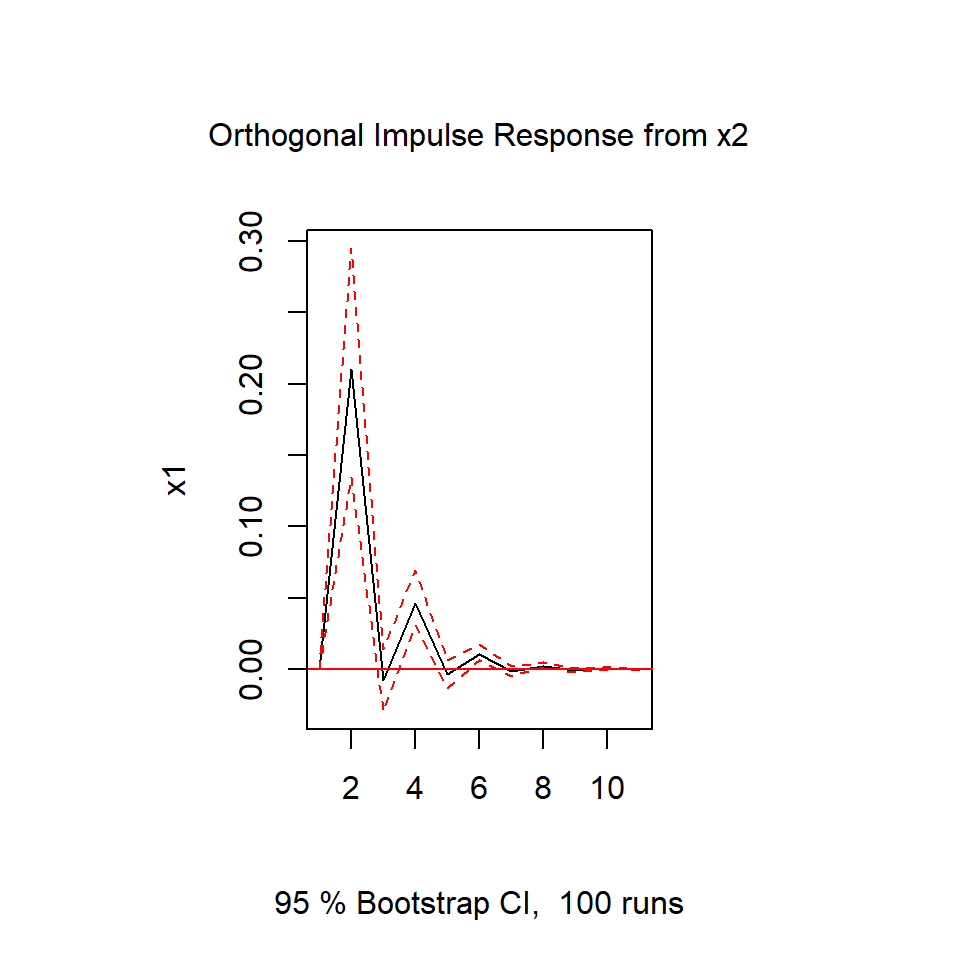 Orthogonal Impulse Response from x2
0.30
0.20
0.10
0.00
x1
2 4 6 8 10
95 % Bootstrap CI,  100 runs